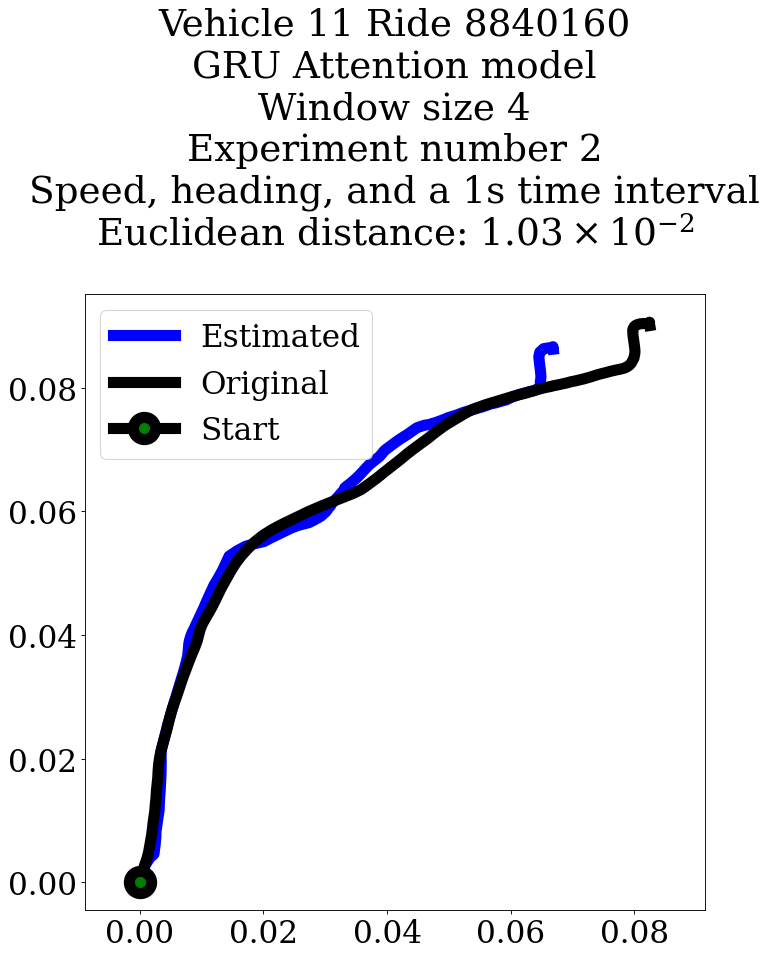 Vehicle 11 Ride 8840160
GRU Attention model
Window size 4
Experiment number 2
Speed, heading, and a 1s time interval
Euclidean distance: 1.03 × 10⁻²
Estimated
Original
Start
0.08
0.06
0.04
0.02
0.00
0.00 0.02 0.04 0.06 0.08